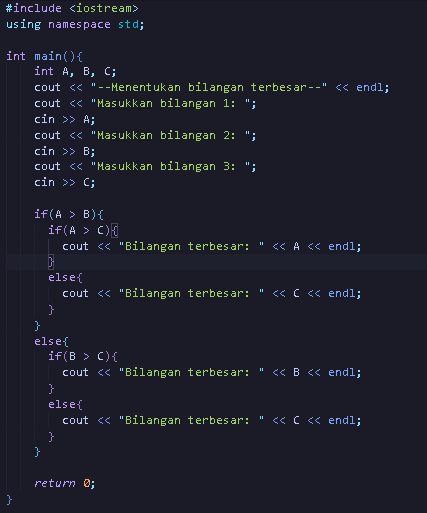 #include <iostream>
using namespace std;
int main(){
int A, B, C;
cout << "--Menentukan bilangan terbesar--" << endl;
cout << "Masukkan bilangan 1: ";
cin >> A;
cout << "Masukkan bilangan 2: ";
cin >> B;
cout << "Masukkan bilangan 3: ";
cin >> C;
if(A > B){
if(A > C){
cout << "Bilangan terbesar: " << A << endl;
}
else{
cout << "Bilangan terbesar: " << C << endl;
}
}
else{
if(B > C){
cout << "Bilangan terbesar: " << B << endl;
}
else{
cout << "Bilangan terbesar: " << C << endl;
}
}
return 0;
}